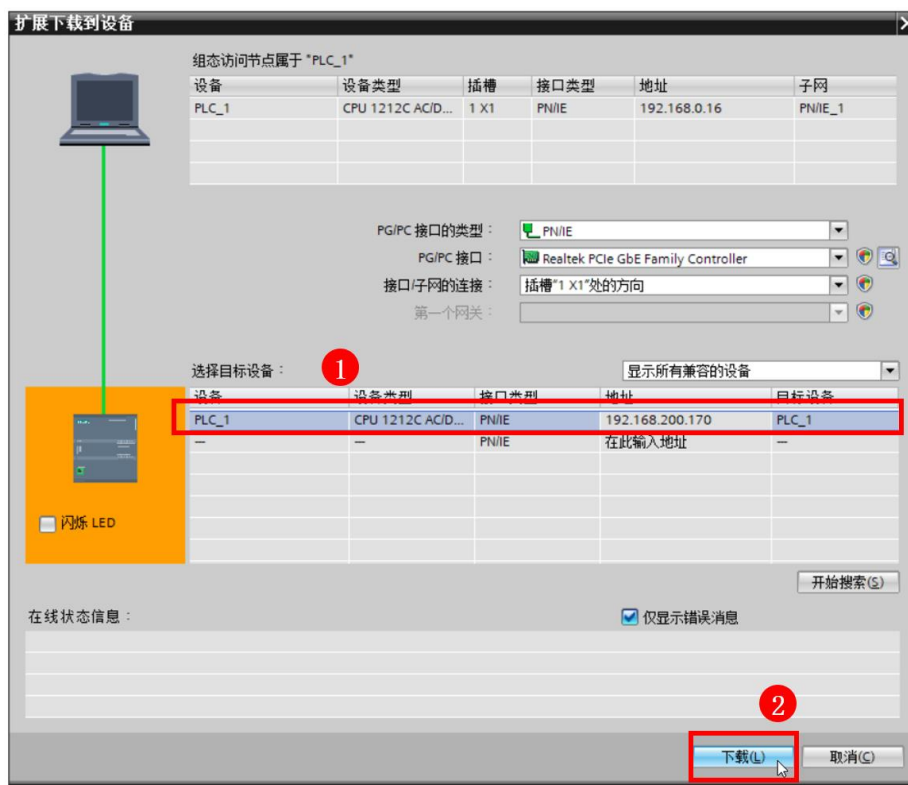 扩展下载到设备
组态访问节点属于 "PLC_1"
设备 设备类型 插槽 接口类型 地址 子网
PLC_1 CPU 1212C AC/D... 1 X1 PN/IE 192.168.0.16 PN/IE_1
PG/PC 接口的类型： PN/IE
PG/PC 接口： Realtek PCIe GbE Family Controller
接口/子网的连接： 插槽"1 X1"处的方向
第一个网关：
选择目标设备： 1 显示所有兼容的设备
设备 设备类型 接口类型 地址 目标设备
PLC_1 CPU 1212C AC/D... PN/IE 192.168.200.170 PLC_1
— — PN/IE 在此输入地址 —
闪烁 LED
开始搜索(S)
在线状态信息： 仅显示错误消息
2
下载(L) 取消(C)